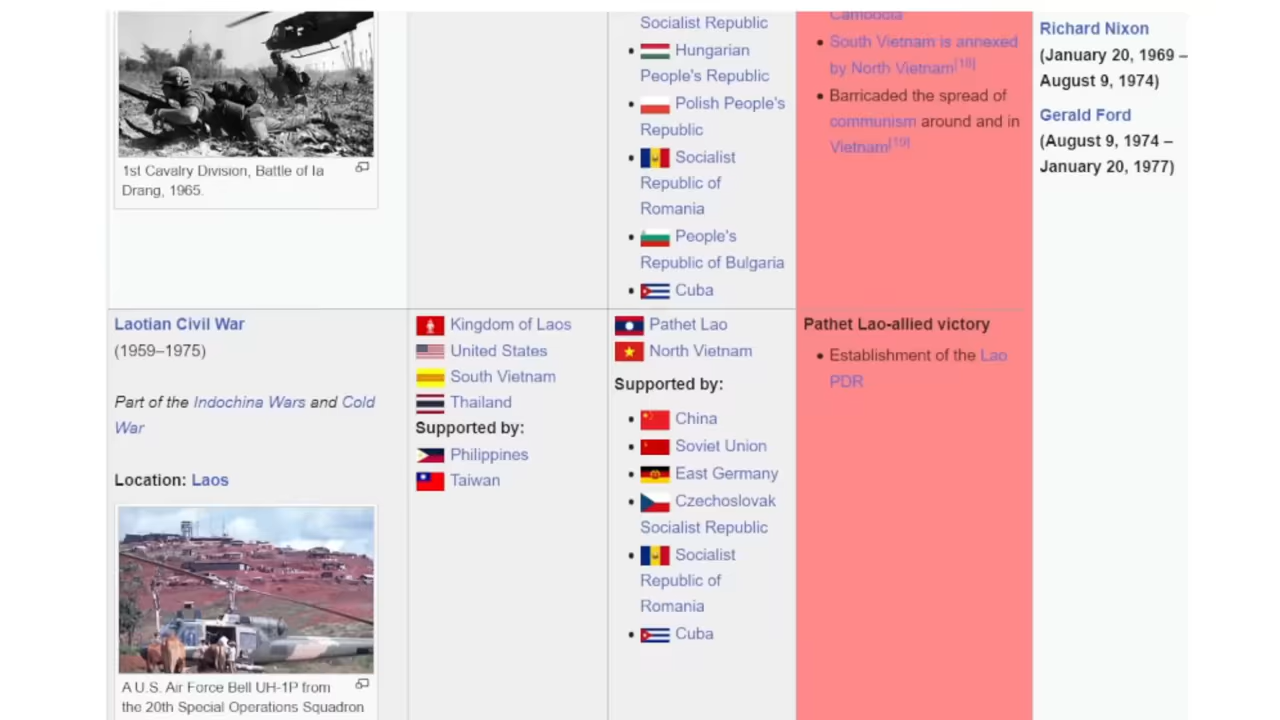 1st Cavalry Division, Battle of Ia
Drang, 1965.
Socialist Republic
Hungarian
People's Republic
Polish People's
Republic
Socialist
Republic of
Romania
People's
Republic of Bulgaria
Cuba
Cambodia
South Vietnam is annexed
by North Vietnam[18]
Barricaded the spread of
communism around and in
Vietnam[19]
Richard Nixon
(January 20, 1969 –
August 9, 1974)
Gerald Ford
(August 9, 1974 –
January 20, 1977)
Laotian Civil War
(1959–1975)
Part of the Indochina Wars and Cold
War
Location: Laos
A U.S. Air Force Bell UH-1P from
the 20th Special Operations Squadron
Kingdom of Laos
United States
South Vietnam
Thailand
Supported by:
Philippines
Taiwan
Pathet Lao
North Vietnam
Supported by:
China
Soviet Union
East Germany
Czechoslovak
Socialist Republic
Socialist
Republic of
Romania
Cuba
Pathet Lao-allied victory
Establishment of the Lao
PDR